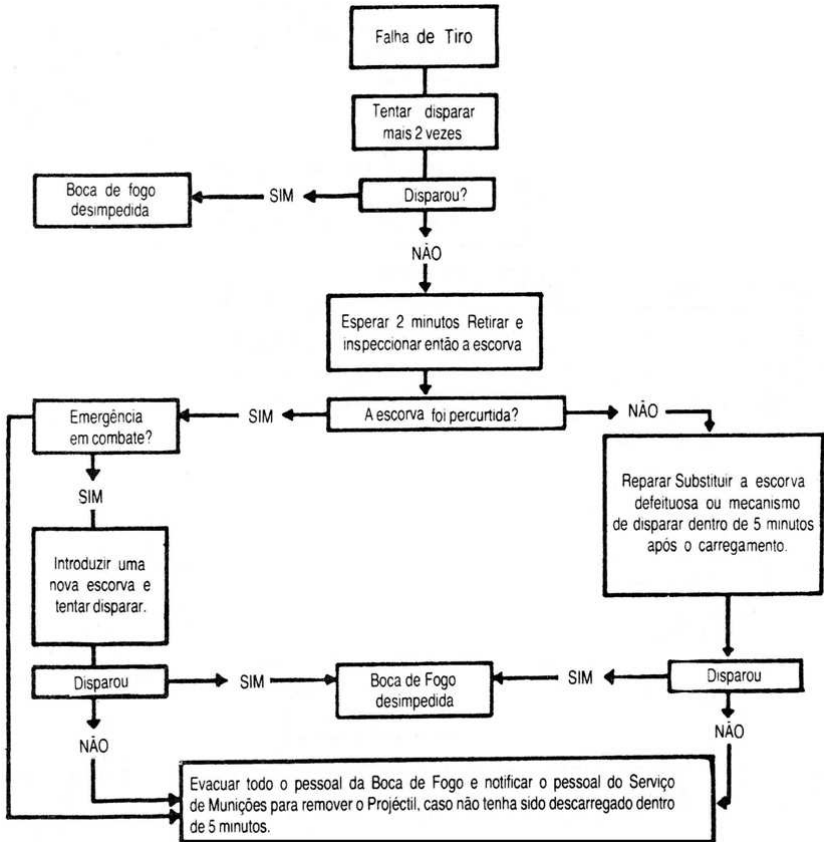 Falha de Tiro
Tentar disparar
mais 2 vezes
Boca de fogo
desimpedida
SIM
Disparou?
NÃO
Esperar 2 minutos Retirar e
inspeccionar então a escorva
Emergência
em combate?
SIM
A escorva foi percurtida?
NÃO
SIM
Reparar Substituir a escorva
defeituosa ou mecanismo
de disparar dentro de 5 minutos
após o carregamento.
Introduzir uma
nova escorva e
tentar disparar.
Disparou
SIM
Boca de Fogo
desimpedida
SIM
Disparou
NÃO
NÃO
Evacuar todo o pessoal da Boca de Fogo e notificar o pessoal do Serviço
de Munições para remover o Projéctil, caso não tenha sido descarregado dentro
de 5 minutos.